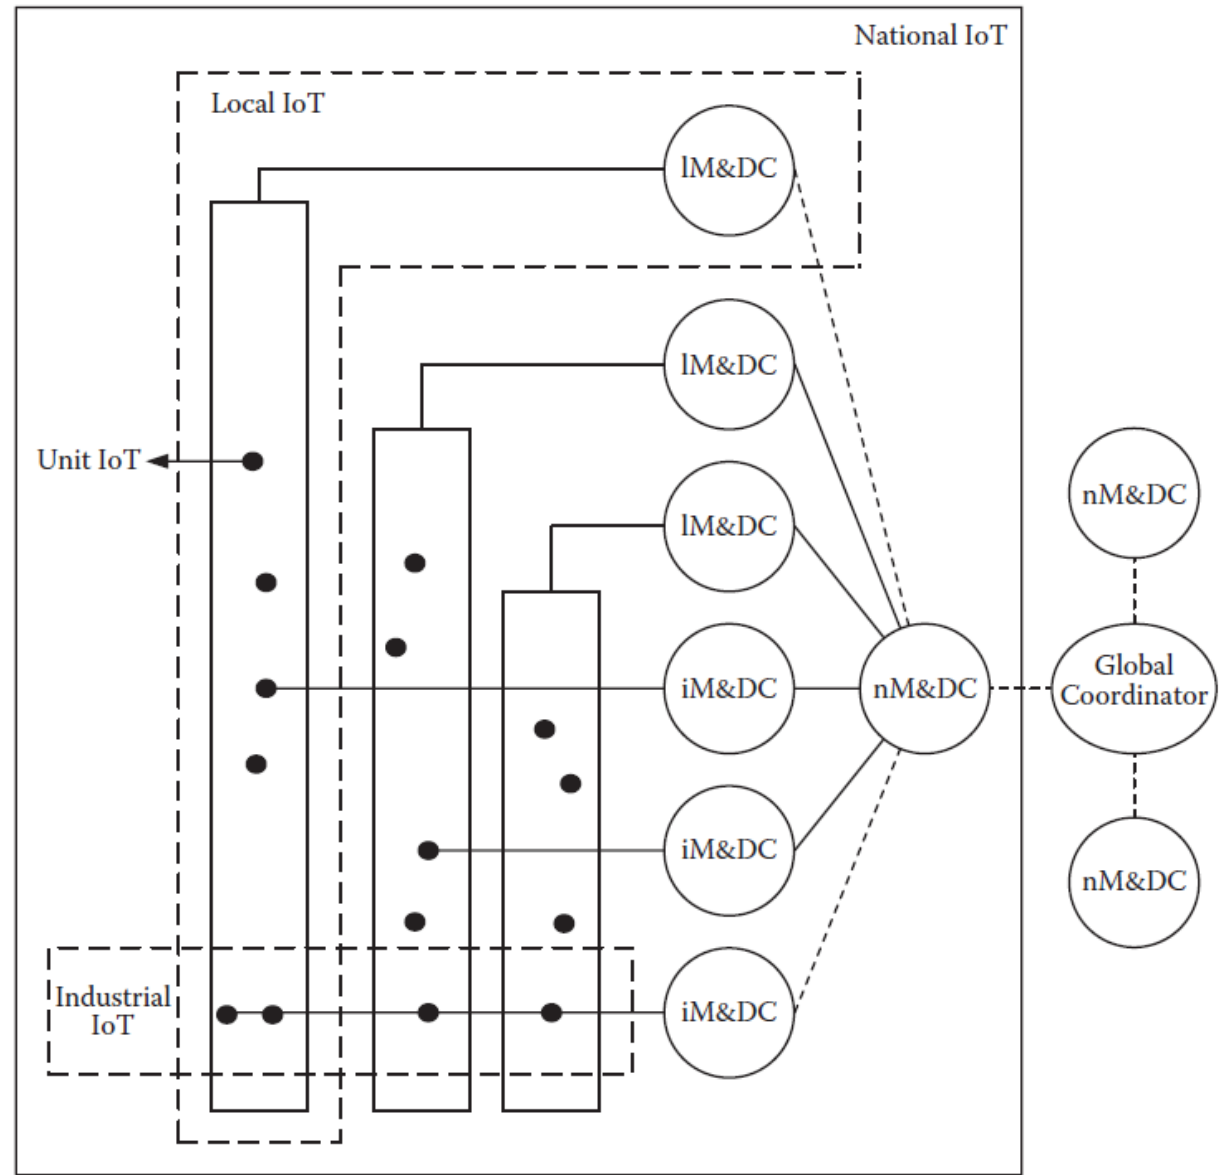 National IoT
Local IoT
lM&DC
lM&DC
Unit IoT
lM&DC
nM&DC
iM&DC
nM&DC
Global
Coordinator
iM&DC
nM&DC
Industrial
IoT
iM&DC